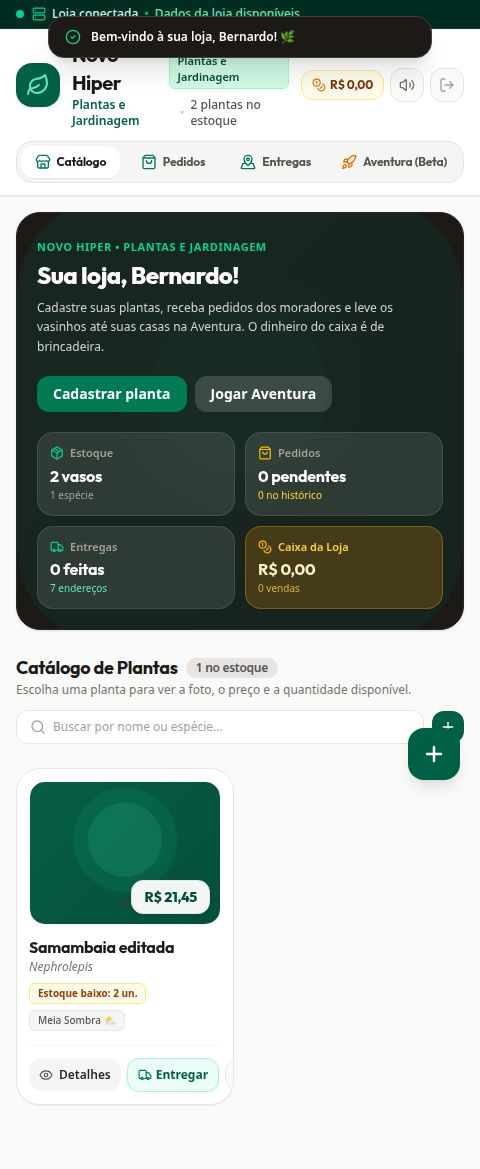 Loja conectada • Dados da loja disponíveis
Bem-vindo à sua loja, Bernardo! 🌿
Novo
Hiper
Plantas e
Jardinagem
Plantas e
Jardinagem
• 2 plantas no
estoque
R$ 0,00
Catálogo
Pedidos
Entregas
Aventura (Beta)
NOVO HIPER • PLANTAS E JARDINAGEM
Sua loja, Bernardo!
Cadastre suas plantas, receba pedidos dos moradores e leve os
vasinhos até suas casas na Aventura. O dinheiro do caixa é de
brincadeira.
Cadastrar planta
Jogar Aventura
Estoque
2 vasos
1 espécie
Pedidos
0 pendentes
0 no histórico
Entregas
0 feitas
7 endereços
Caixa da Loja
R$ 0,00
0 vendas
Catálogo de Plantas
1 no estoque
Escolha uma planta para ver a foto, o preço e a quantidade disponível.
Buscar por nome ou espécie...
R$ 21,45
Samambaia editada
Nephrolepis
Estoque baixo: 2 un.
Meia Sombra ⛅
Detalhes
Entregar